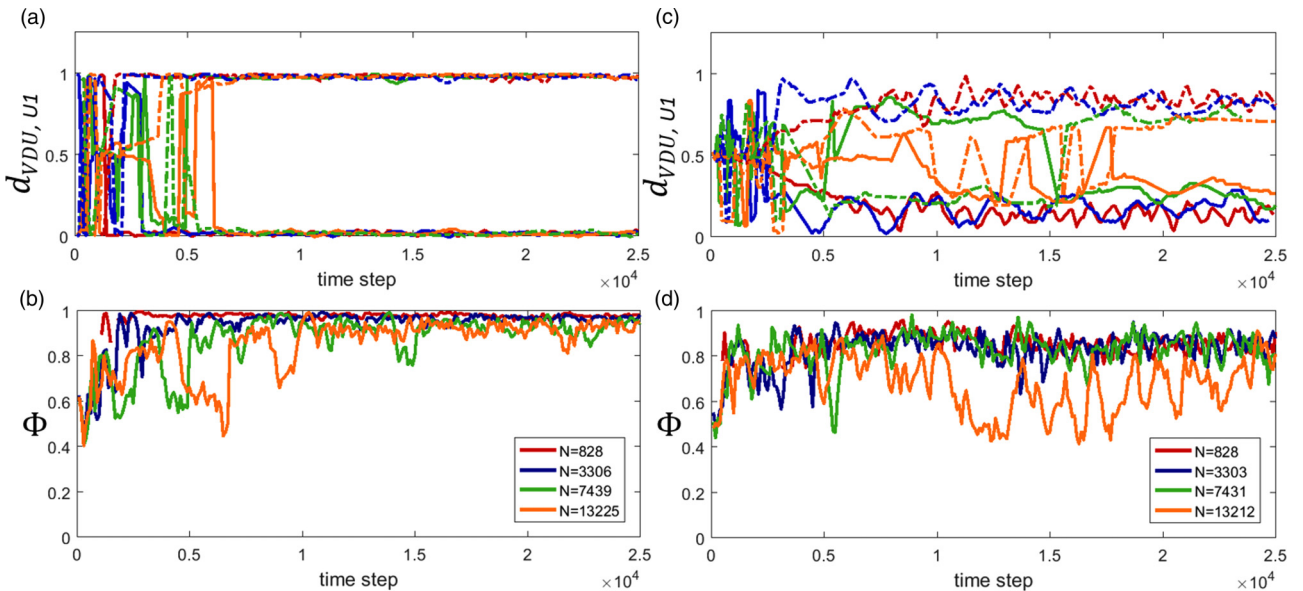 (a)
d_VDU, U1
1
0.5
0
0 0.5 1 1.5 2 2.5
time step
×10^4
(b)
Φ
1
0.8
0.6
0.4
0.2
0
N=828
N=3306
N=7439
N=13225
0 0.5 1 1.5 2 2.5
time step
×10^4
(c)
d_VDU, U1
1
0.5
0
0 0.5 1 1.5 2 2.5
time step
×10^4
(d)
Φ
1
0.8
0.6
0.4
0.2
0
N=828
N=3303
N=7431
N=13212
0 0.5 1 1.5 2 2.5
time step
×10^4